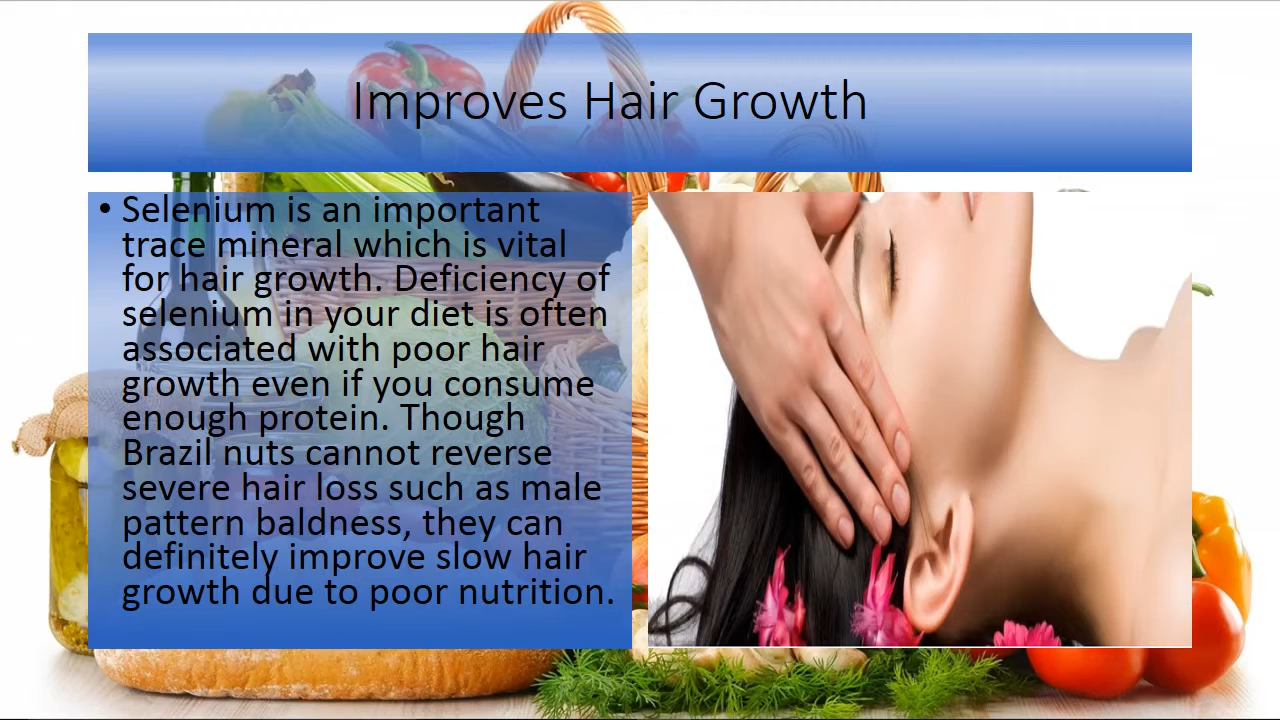 Improves Hair Growth
• Selenium is an important
trace mineral which is vital
for hair growth. Deficiency of
selenium in your diet is often
associated with poor hair
growth even if you consume
enough protein. Though
Brazil nuts cannot reverse
severe hair loss such as male
pattern baldness, they can
definitely improve slow hair
growth due to poor nutrition.